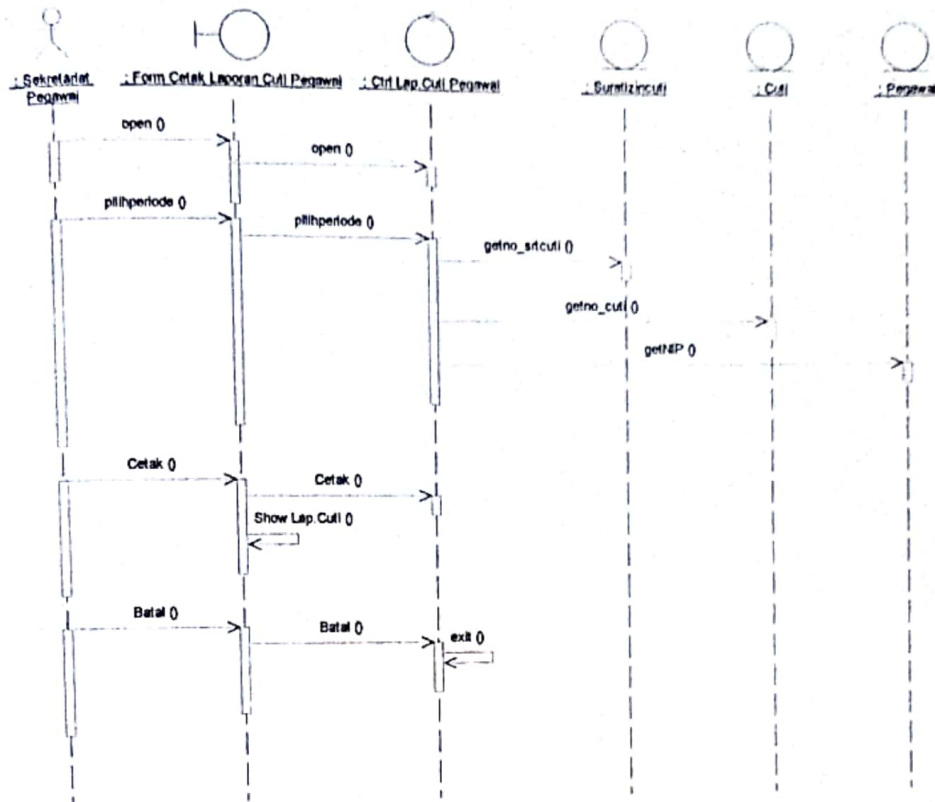 : Sekretariat
Pegawai
: Form Cetak Laporan Cuti Pegawai
: Ctrl Lap.Cuti Pegawai
: Suratizincuti
: Cuti
: Pegawai
open ()
open ()
pilihperiode ()
pilihperiode ()
getno_srtcuti ()
getno_cuti ()
getNIP ()
Cetak ()
Cetak ()
Show Lap.Cuti ()
Batal ()
Batal ()
exit ()